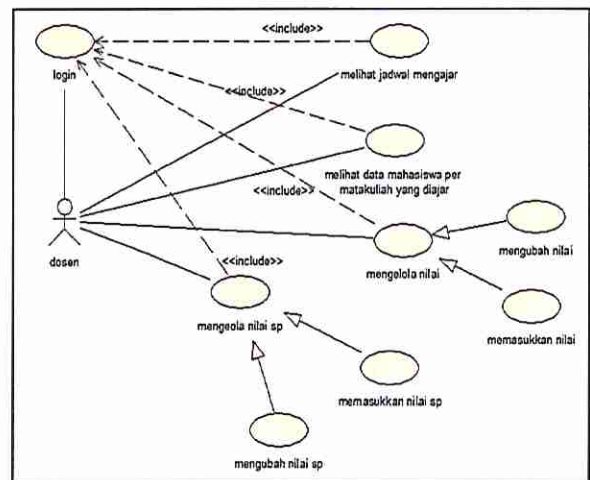 <<include>>
login
melihat jadwal mengajar
<<include>>
melihat data mahasiswa per
matakuliah yang diajar
<<include>>
dosen
mengelola nilai
mengubah nilai
<<include>>
mengeola nilai sp
memasukkan nilai
memasukkan nilai sp
mengubah nilai sp